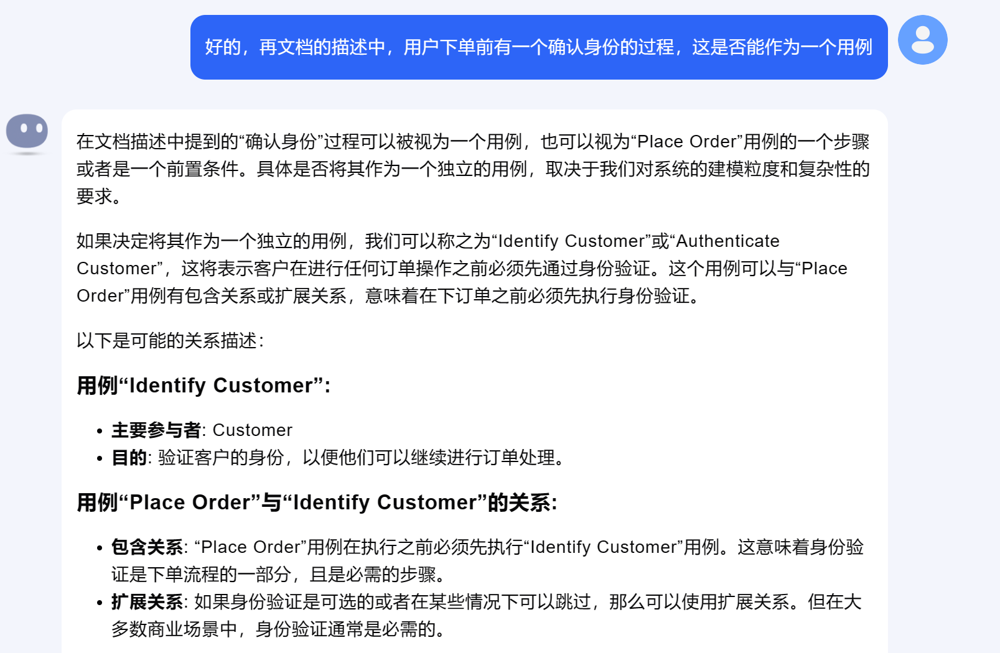 好的，再文档的描述中，用户下单前有一个确认身份的过程，这是否能作为一个用例
在文档描述中提到的“确认身份”过程可以被视为一个用例，也可以视为“Place Order”用例的一个步骤
或者是一个前置条件。具体是否将其作为一个独立的用例，取决于我们对系统的建模粒度和复杂性的
要求。
如果决定将其作为一个独立的用例，我们可以称之为“Identify Customer”或“Authenticate
Customer”，这将表示客户在进行任何订单操作之前必须先通过身份验证。这个用例可以与“Place
Order”用例有包含关系或扩展关系，意味着在下订单之前必须先执行身份验证。
以下是可能的关系描述：
用例“Identify Customer”:
• 主要参与者: Customer
• 目的: 验证客户的身份，以便他们可以继续进行订单处理。
用例“Place Order”与“Identify Customer”的关系:
• 包含关系: “Place Order”用例在执行之前必须先执行“Identify Customer”用例。这意味着身份验
证是下单流程的一部分，且是必需的步骤。
• 扩展关系: 如果身份验证是可选的或者在某些情况下可以跳过，那么可以使用扩展关系。但在大
多数商业场景中，身份验证通常是必需的。